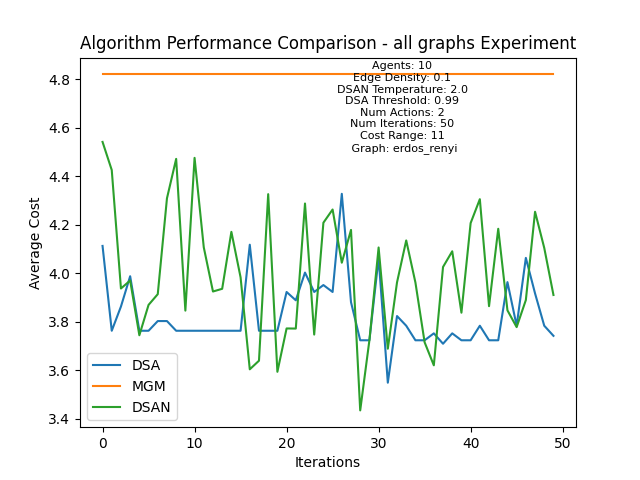 Algorithm Performance Comparison - all graphs Experiment
Agents: 10
Edge Density: 0.1
DSAN Temperature: 2.0
DSA Threshold: 0.99
Num Actions: 2
Num Iterations: 50
Cost Range: 11
Graph: erdos_renyi
Average Cost
4.8
4.6
4.4
4.2
4.0
3.8
3.6
3.4
DSA
MGM
DSAN
0 10 20 30 40 50
Iterations